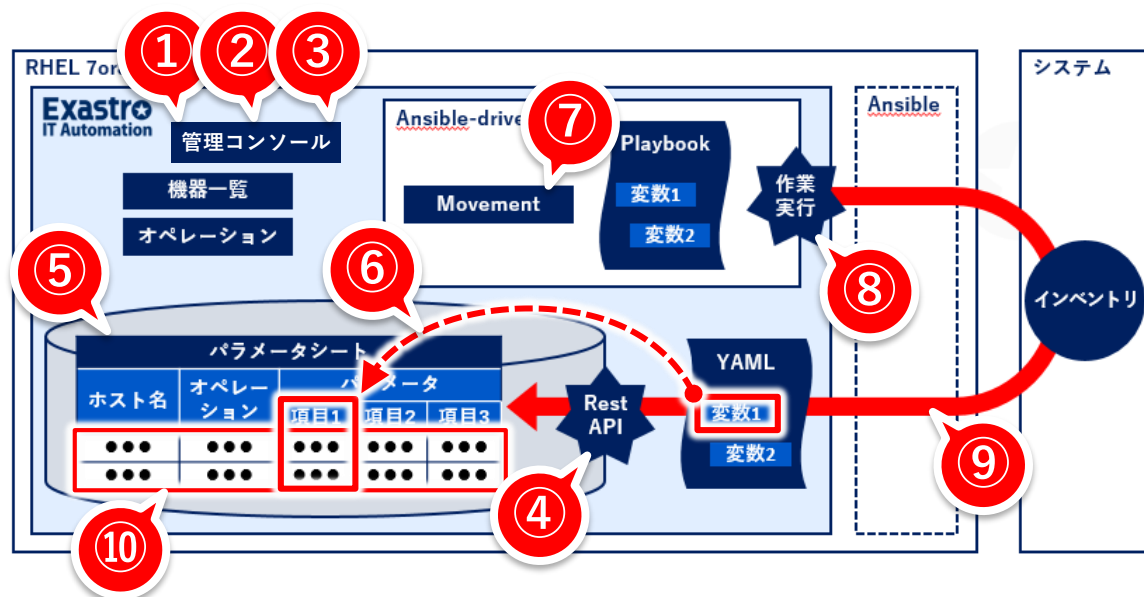 ① ② ③
RHEL 7or
システム
Exastro
IT Automation
管理コンソール
機器一覧
オペレーション
Ansible-drive
⑦
Movement
Playbook
変数1
変数2
作業
実行
Ansible
⑤
⑥
⑧
インベントリ
パラメータシート
ホスト名
オペレー
ション
パ メータ
項目1
項目2
項目3
●●● ●●● ●●● ●●● ●●●
●●● ●●● ●●● ●●● ●●●
Rest
API
YAML
変数1
変数2
④
⑨
⑩